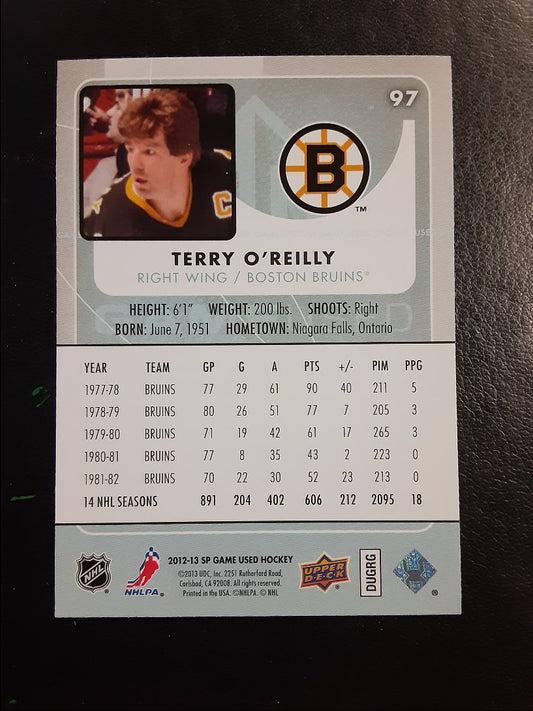 97
C
B
TM
TERRY O'REILLY
RIGHT WING / BOSTON BRUINS®
HEIGHT: 6'1" WEIGHT: 200 lbs. SHOOTS: Right
BORN: June 7, 1951 HOMETOWN: Niagara Falls, Ontario
YEAR TEAM GP G A PTS +/- PIM PPG
1977-78 BRUINS 77 29 61 90 40 211 5
1978-79 BRUINS 80 26 51 77 7 205 3
1979-80 BRUINS 71 19 42 61 17 265 3
1980-81 BRUINS 77 8 35 43 2 223 0
1981-82 BRUINS 70 22 30 52 23 213 0
14 NHL SEASONS 891 204 402 606 212 2095 18
2012-13 SP GAME USED HOCKEY
©2013 UDC, Inc. 2251 Rutherford Road,
Carlsbad, CA 92008. All rights reserved.
Printed in the USA. ©NHLPA. © NHL
NHL
NHLPA
UPPER
DECK
DUGRG
®